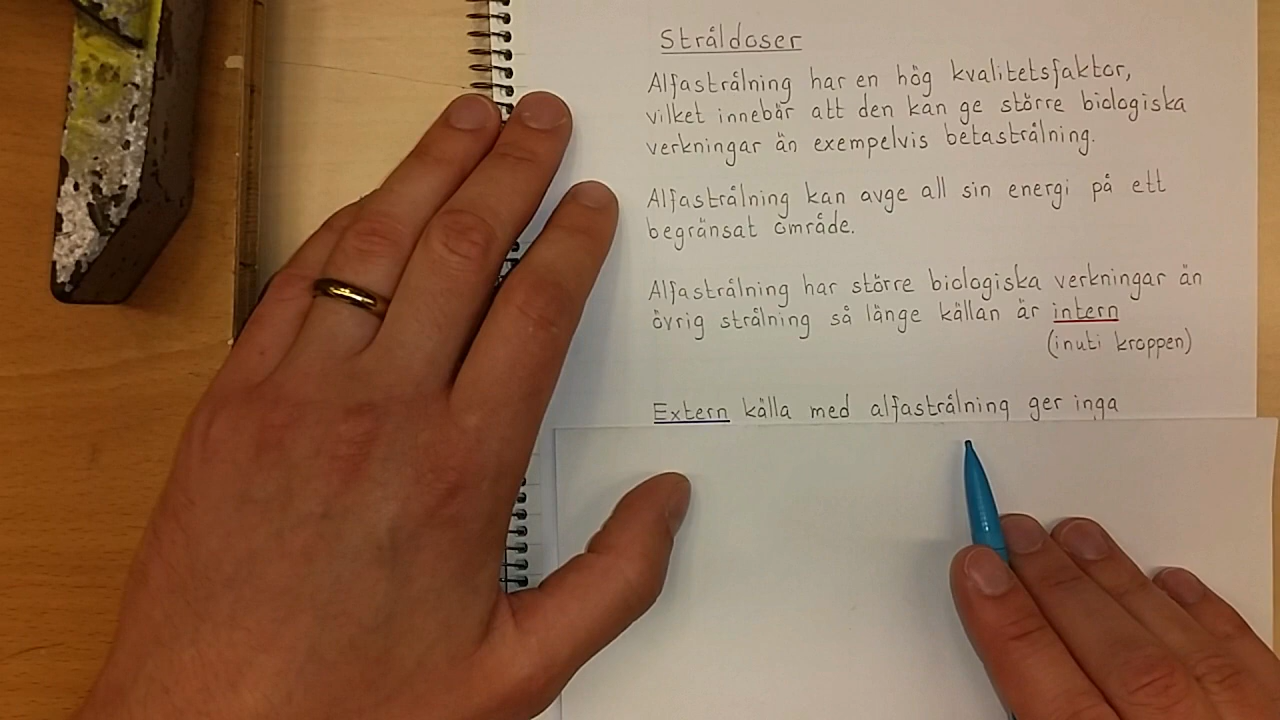 Stråldoser
Alfastrålning har en hög kvalitetsfaktor,
vilket innebär att den kan ge större biologiska
verkningar än exempelvis betastrålning.
Alfastrålning kan avge all sin energi på ett
begränsat område.
Alfastrålning har större biologiska verkningar än
övrig strålning så länge källan är intern
(inuti kroppen)
Extern källa med alfastrålning ger inga